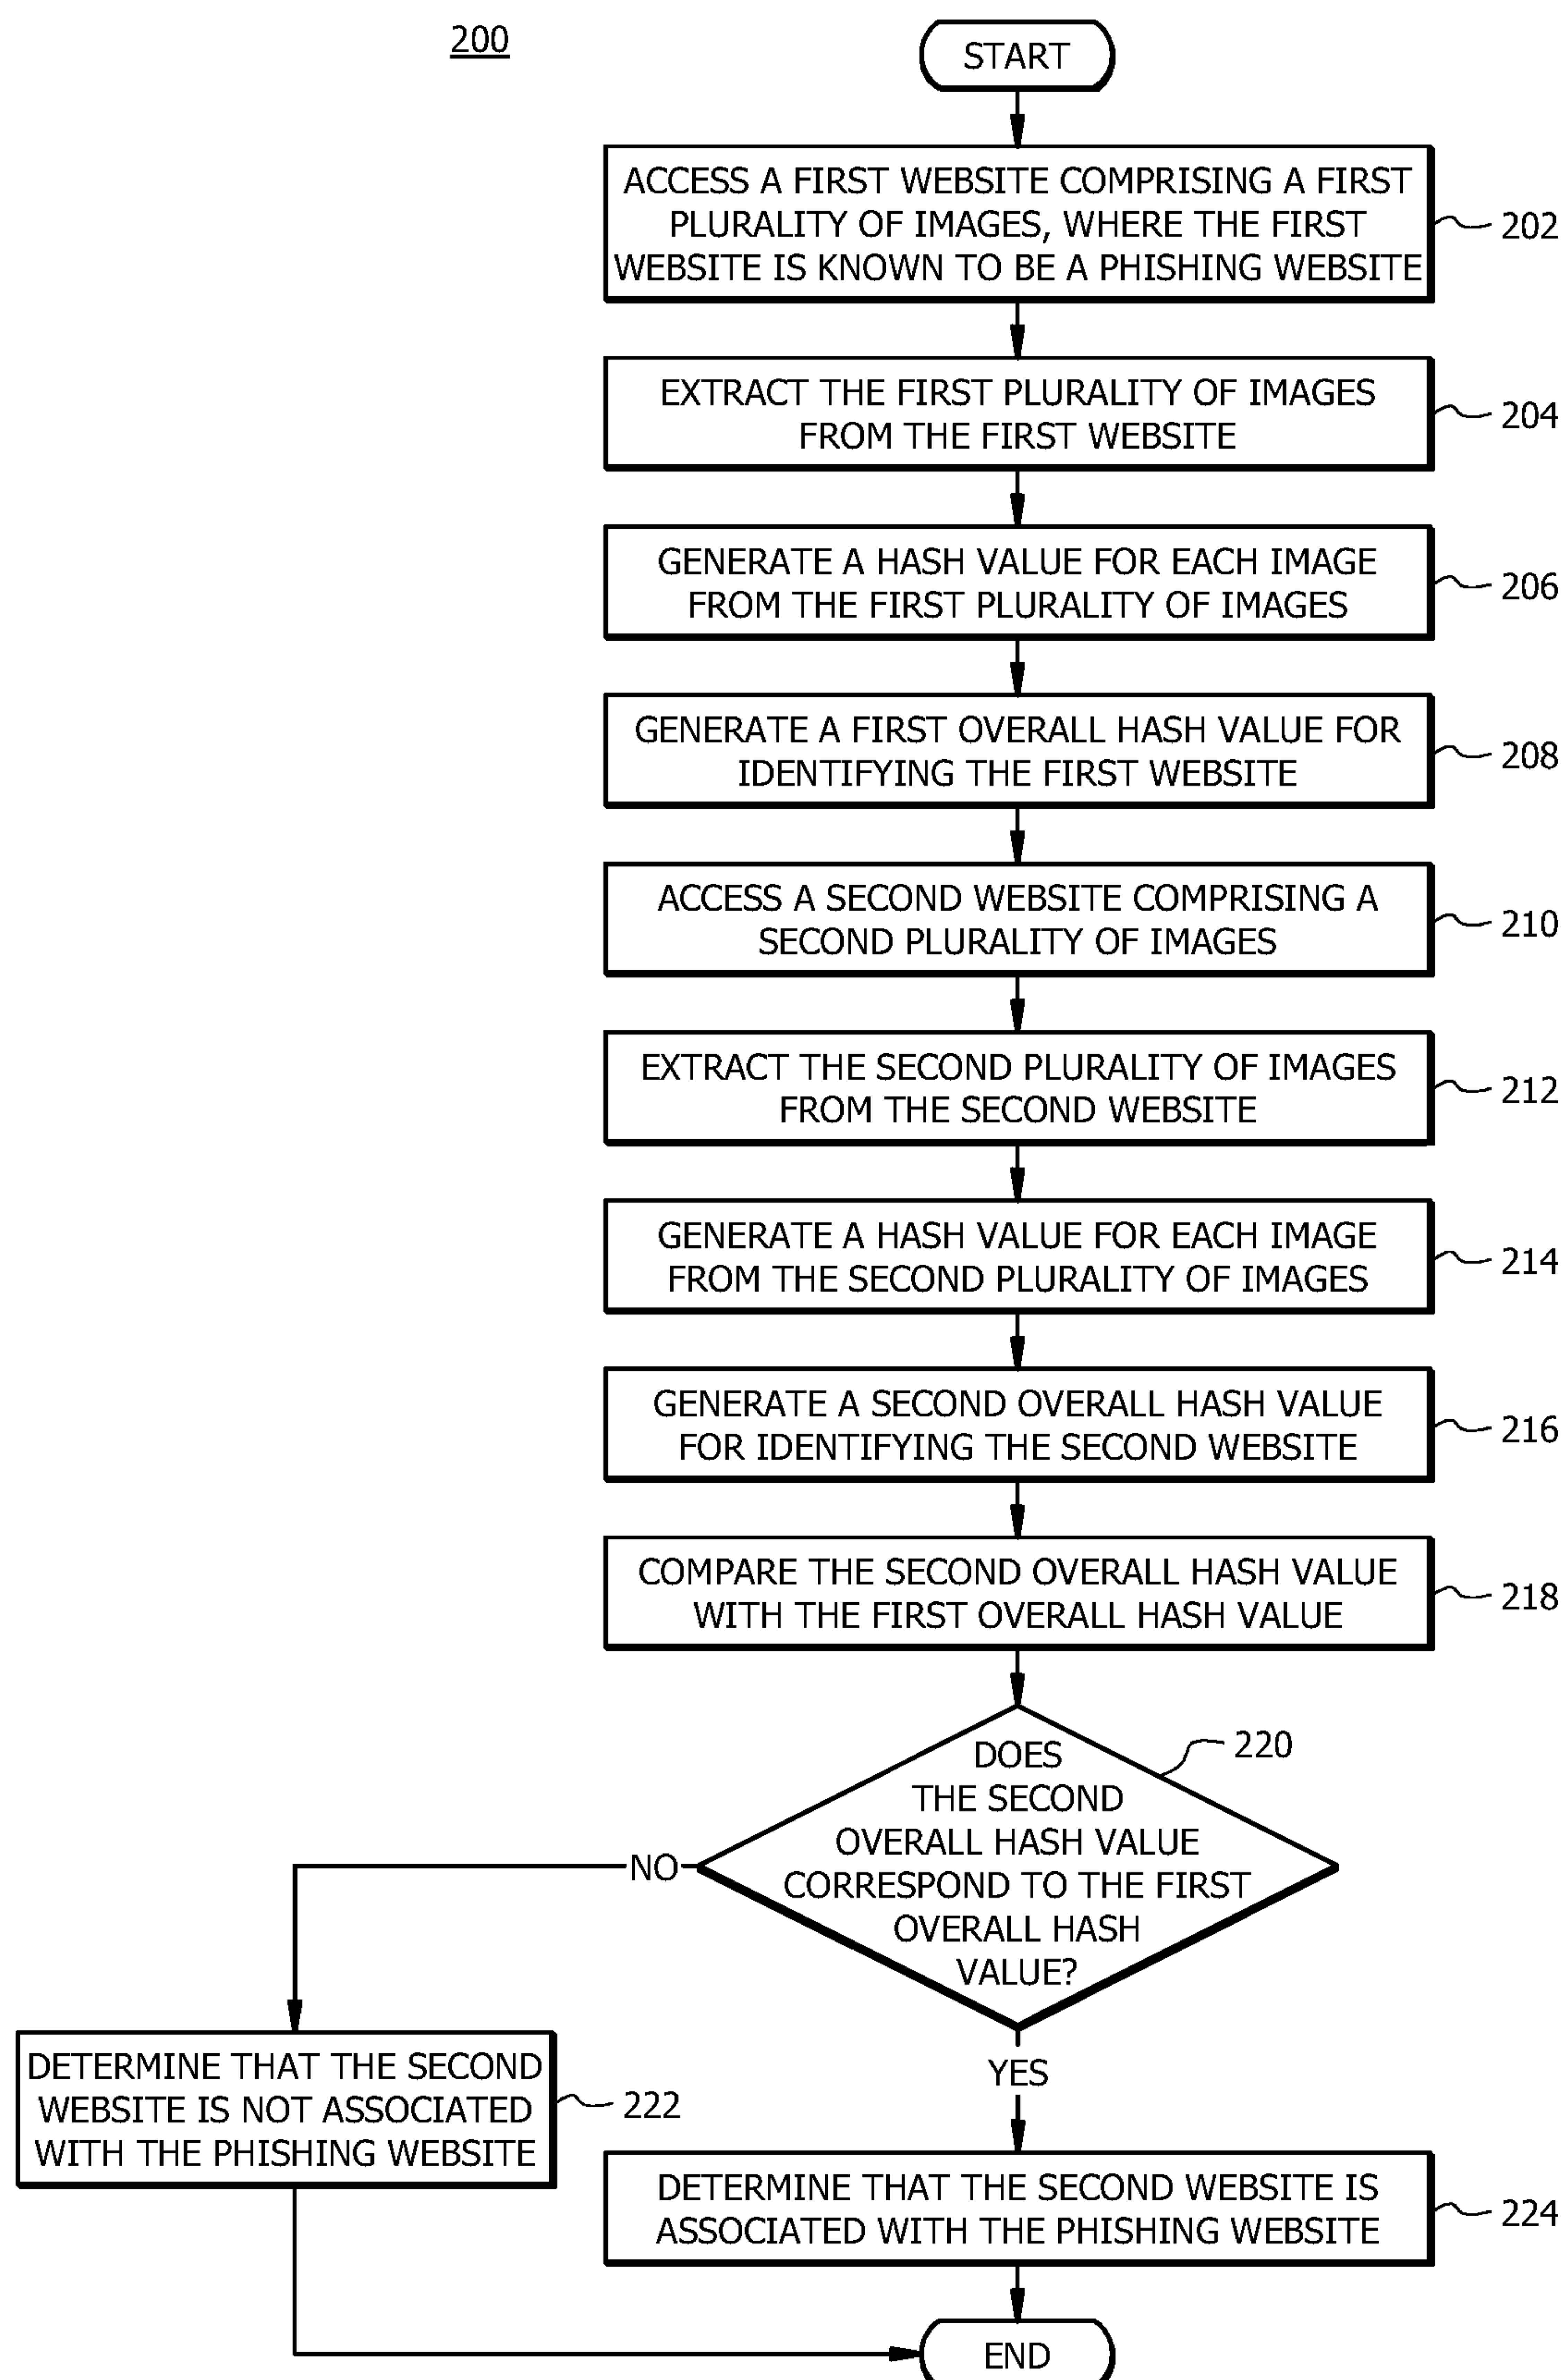 200
START
ACCESS A FIRST WEBSITE COMPRISING A FIRST
PLURALITY OF IMAGES, WHERE THE FIRST
WEBSITE IS KNOWN TO BE A PHISHING WEBSITE
202
EXTRACT THE FIRST PLURALITY OF IMAGES
FROM THE FIRST WEBSITE
204
GENERATE A HASH VALUE FOR EACH IMAGE
FROM THE FIRST PLURALITY OF IMAGES
206
GENERATE A FIRST OVERALL HASH VALUE FOR
IDENTIFYING THE FIRST WEBSITE
208
ACCESS A SECOND WEBSITE COMPRISING A
SECOND PLURALITY OF IMAGES
210
EXTRACT THE SECOND PLURALITY OF IMAGES
FROM THE SECOND WEBSITE
212
GENERATE A HASH VALUE FOR EACH IMAGE
FROM THE SECOND PLURALITY OF IMAGES
214
GENERATE A SECOND OVERALL HASH VALUE
FOR IDENTIFYING THE SECOND WEBSITE
216
COMPARE THE SECOND OVERALL HASH VALUE
WITH THE FIRST OVERALL HASH VALUE
218
DOES
THE SECOND
OVERALL HASH VALUE
CORRESPOND TO THE FIRST
OVERALL HASH
VALUE?
220
NO
YES
DETERMINE THAT THE SECOND
WEBSITE IS NOT ASSOCIATED
WITH THE PHISHING WEBSITE
222
DETERMINE THAT THE SECOND WEBSITE IS
ASSOCIATED WITH THE PHISHING WEBSITE
224
END